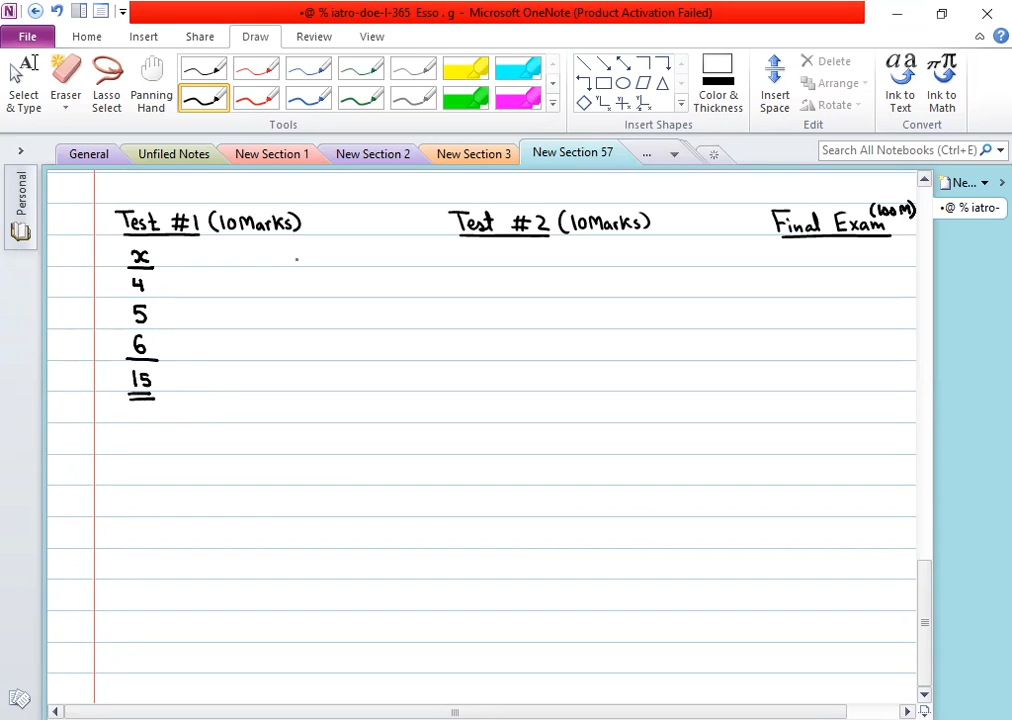 •@ % iatro-doe-I-365 Esso . g - Microsoft OneNote (Product Activation Failed)
File Home Insert Share Draw Review View
Select & Type
Eraser
Lasso Select
Panning Hand
Color & Thickness
Insert Space
Delete
Arrange
Rotate
Ink to Text
Ink to Math
Tools Insert Shapes Edit Convert
General Unfiled Notes New Section 1 New Section 2 New Section 3 New Section 57 ... Search All Notebooks (Ctrl+E)
Personal
Ne...
•@ % iatro-
Test #1 (10Marks) Test #2 (10Marks) Final Exam (100M)
x
4
5
6
15